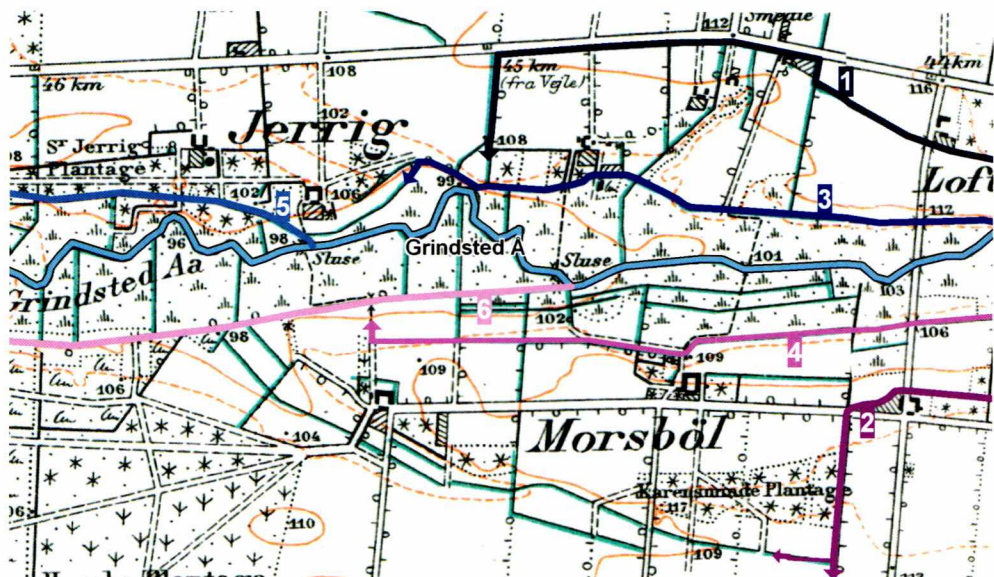 Smedie
112
1
44 km
116
46 km
108
45 km
(fra Vejle)
102
Jerrig
108
Sr Jerrig
Plantage
102
106
99
5
3
Loft
112
96
98
Sluse
Grindsted Å
Sluse
101
103
Grindsted Aa
6
102
98
106
4
109
109
106
2
104
Morsböl
Karensminde Plantage
117
110
109